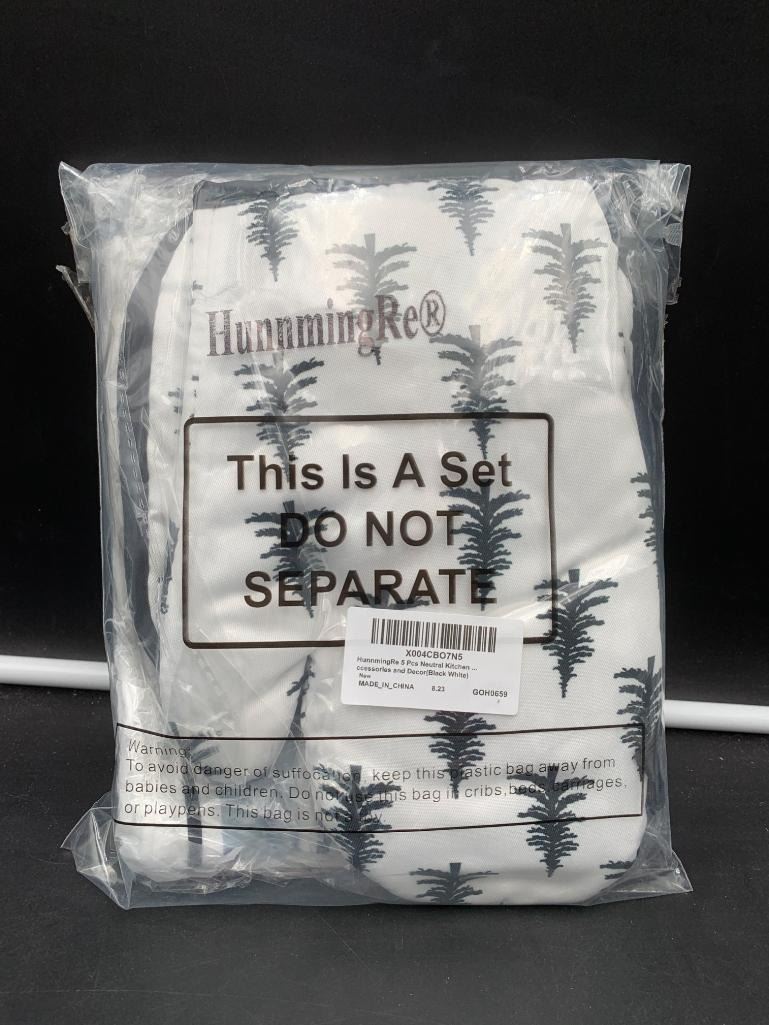 HunnmingRe®
This Is A Set
DO NOT
SEPARATE
X004CBO7N5
HunnmingRe 5 Pcs Neutral Kitchen ...
ccessories and Decor(Black White)
New
MADE_IN_CHINA 8.23 GOH0659
Warning:
To avoid danger of suffocation, keep this plastic bag away from
babies and children. Do not use this bag in cribs, beds, carriages,
or playpens. This bag is not a toy.